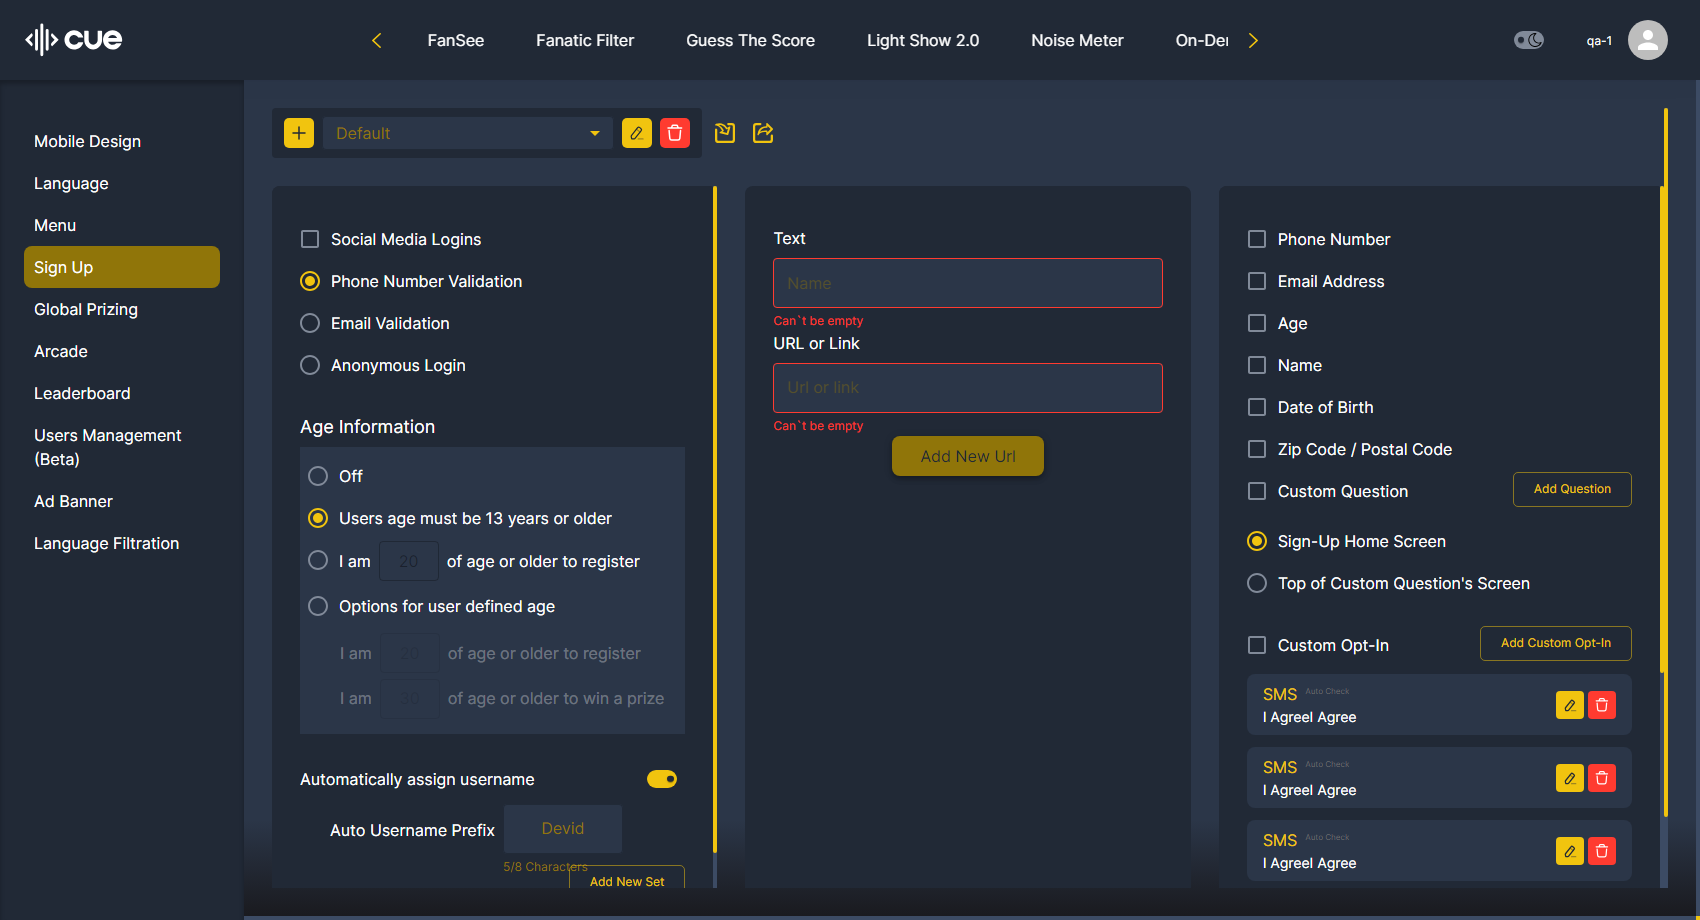 cue
FanSee
Fanatic Filter
Guess The Score
Light Show 2.0
Noise Meter
On-Der
qa-1
Mobile Design
Language
Menu
Sign Up
Global Prizing
Arcade
Leaderboard
Users Management
(Beta)
Ad Banner
Language Filtration
Default
Social Media Logins
Phone Number Validation
Email Validation
Anonymous Login
Age Information
Off
Users age must be 13 years or older
I am 20 of age or older to register
Options for user defined age
I am 20 of age or older to register
I am 30 of age or older to win a prize
Automatically assign username
Auto Username Prefix Devid
5/8 Characters
Add New Set
Text
Name
Can`t be empty
URL or Link
Url or link
Can`t be empty
Add New Url
Phone Number
Email Address
Age
Name
Date of Birth
Zip Code / Postal Code
Custom Question Add Question
Sign-Up Home Screen
Top of Custom Question's Screen
Custom Opt-In Add Custom Opt-In
SMS Auto Check
I AgreeI Agree
SMS Auto Check
I AgreeI Agree
SMS Auto Check
I AgreeI Agree